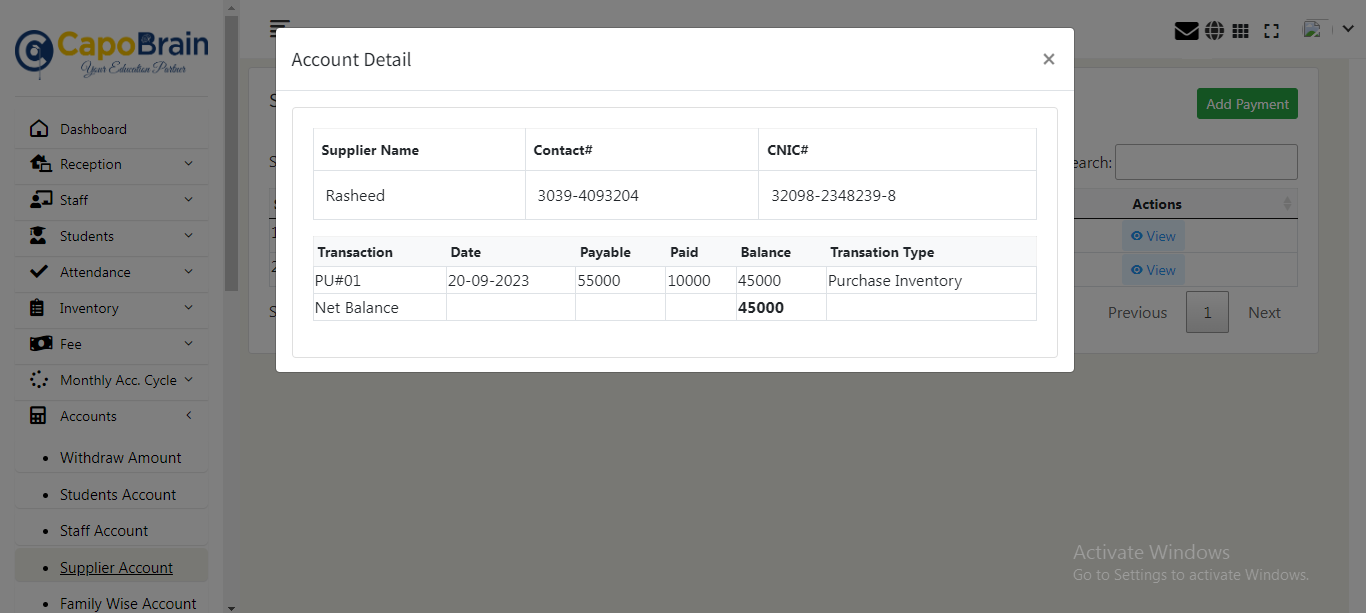 CapoBrain
Your Education Partner
Dashboard
Reception
Staff
Students
Attendance
Inventory
Fee
Monthly Acc. Cycle
Accounts
Withdraw Amount
Students Account
Staff Account
Supplier Account
Family Wise Account
Account Detail
×
Supplier Name Contact# CNIC#
Rasheed 3039-4093204 32098-2348239-8
Transaction Date Payable Paid Balance Transation Type
PU#01 20-09-2023 55000 10000 45000 Purchase Inventory
Net Balance 45000
Add Payment
earch:
Actions
View
View
Previous 1 Next
Activate Windows
Go to Settings to activate Windows.